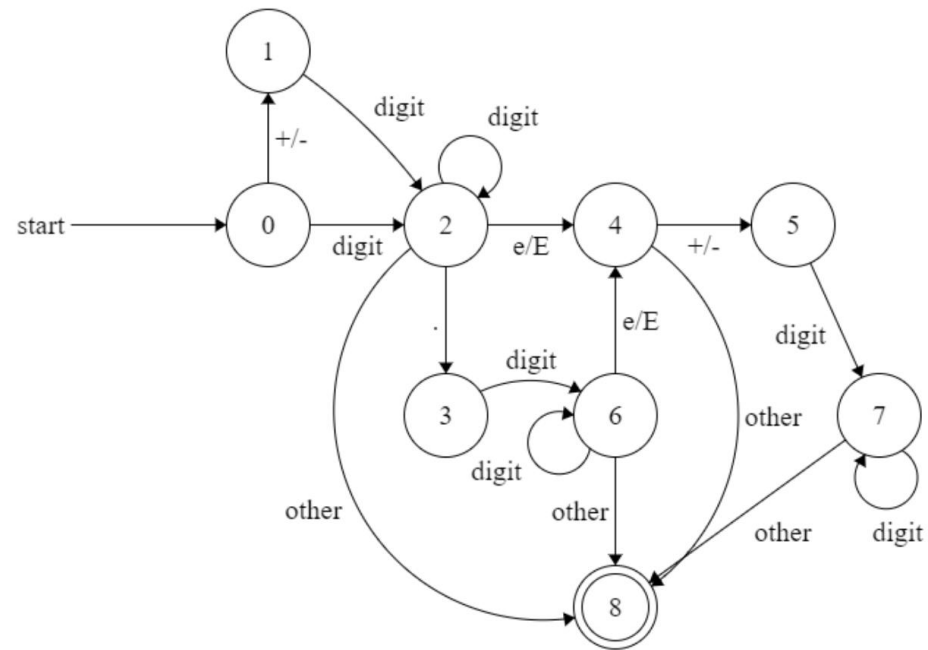 1
digit
digit
+/-
start
0
digit
2
e/E
4
+/-
5
.
e/E
digit
digit
3
6
other
7
digit
other
other
other
digit
8